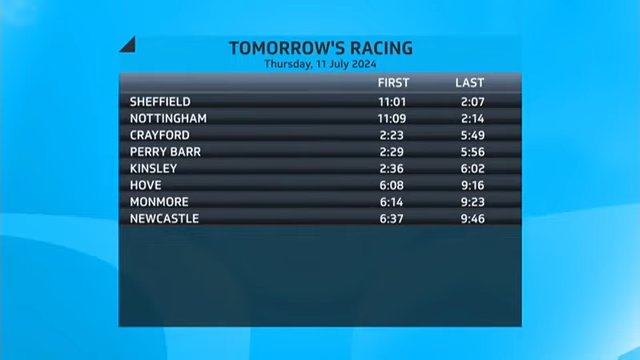 TOMORROW'S RACING
Thursday, 11 July 2024
FIRST LAST
SHEFFIELD 11:01 2:07
NOTTINGHAM 11:09 2:14
CRAYFORD 2:23 5:49
PERRY BARR 2:29 5:56
KINSLEY 2:36 6:02
HOVE 6:08 9:16
MONMORE 6:14 9:23
NEWCASTLE 6:37 9:46